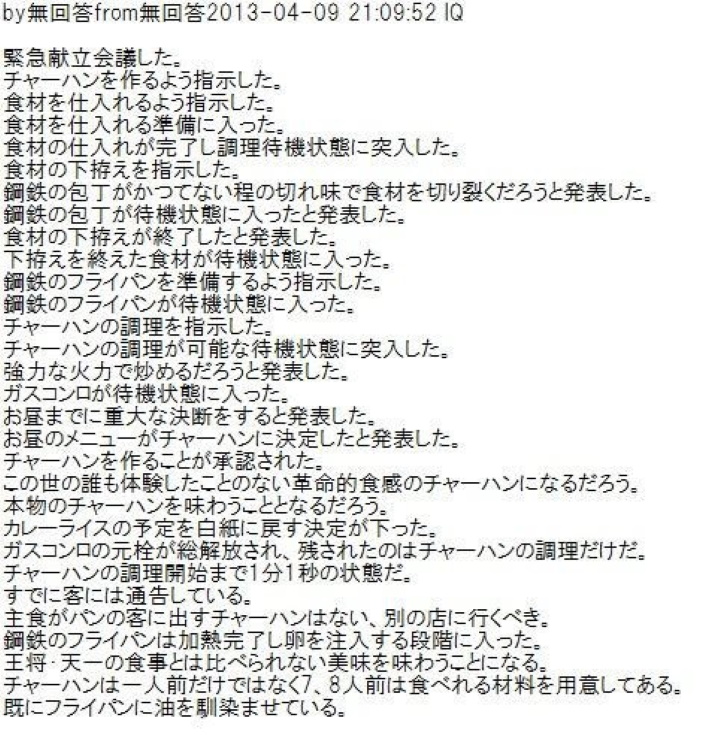 by無回答from無回答2013-04-09 21:09:52 IQ
緊急献立会議した。
チャーハンを作るよう指示した。
食材を仕入れるよう指示した。
食材を仕入れる準備に入った。
食材の仕入れが完了し調理待機状態に突入した。
食材の下拵えを指示した。
鋼鉄の包丁がかつてない程の切れ味で食材を切り裂くだろうと発表した。
鋼鉄の包丁が待機状態に入ったと発表した。
食材の下拵えが終了したと発表した。
下拵えを終えた食材が待機状態に入った。
鋼鉄のフライパンを準備するよう指示した。
鋼鉄のフライパンが待機状態に入った。
チャーハンの調理を指示した。
チャーハンの調理が可能な待機状態に突入した。
強力な火力で炒めるだろうと発表した。
ガスコンロが待機状態に入った。
お昼までに重大な決断をすると発表した。
お昼のメニューがチャーハンに決定したと発表した。
チャーハンを作ることが承認された。
この世の誰も体験したことのない革命的食感のチャーハンになるだろう。
本物のチャーハンを味わうこととなるだろう。
カレーライスの予定を白紙に戻す決定が下った。
ガスコンロの元栓が総解放され、残されたのはチャーハンの調理だけだ。
チャーハンの調理開始まで1分1秒の状態だ。
すでに客には通告している。
主食がパンの客に出すチャーハンはない、別の店に行くべき。
鋼鉄のフライパンは加熱完了し卵を注入する段階に入った。
王将・天一の食事とは比べられない美味を味わうことになる。
チャーハンは一人前だけではなく7、8人前は食べれる材料を用意してある。
既にフライパンに油を馴染ませている。